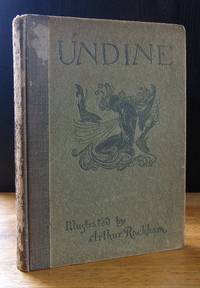 UNDINE
Illustrated by
Arthur Rackham